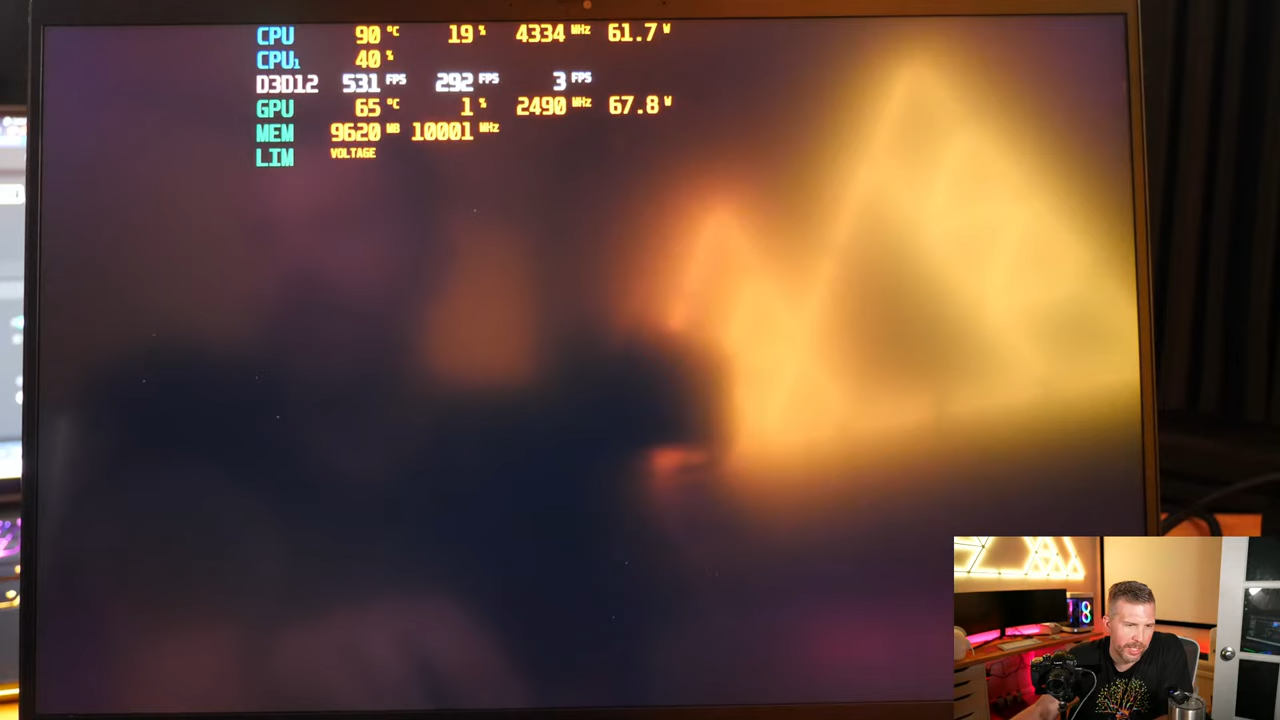 CPU 90 °C 19 % 4334 MHz 61.7 W
CPU1 40 %
D3D12 531 FPS 292 FPS 3 FPS
GPU 65 °C 1 % 2490 MHz 67.8 W
MEM 9620 MB 10001 MHz
LIM VOLTAGE
8